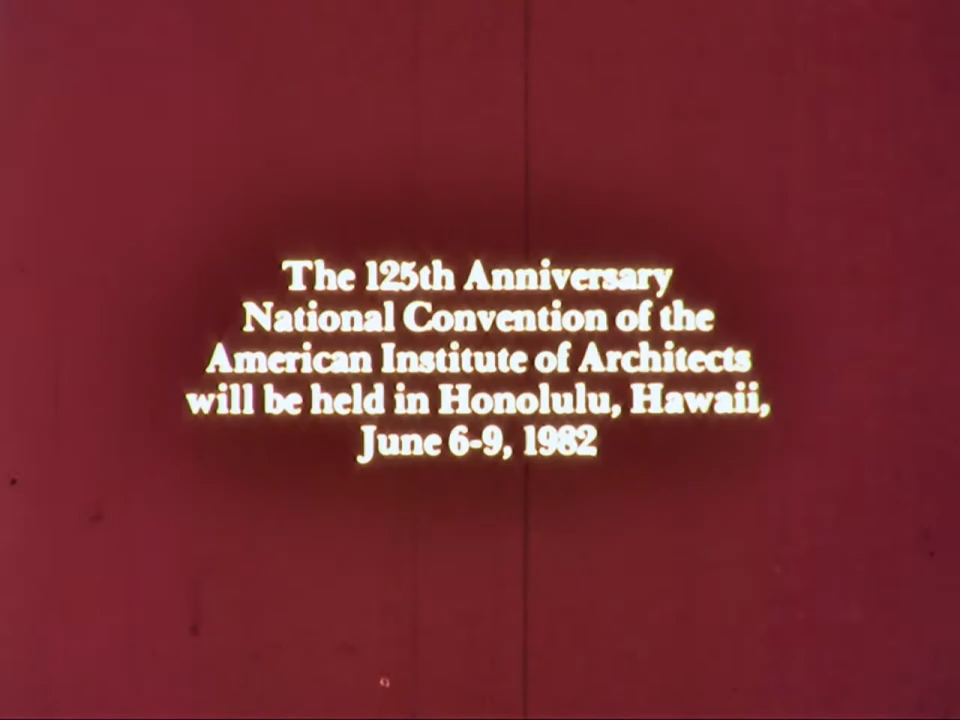 The 125th Anniversary
National Convention of the
American Institute of Architects
will be held in Honolulu, Hawaii,
June 6-9, 1982